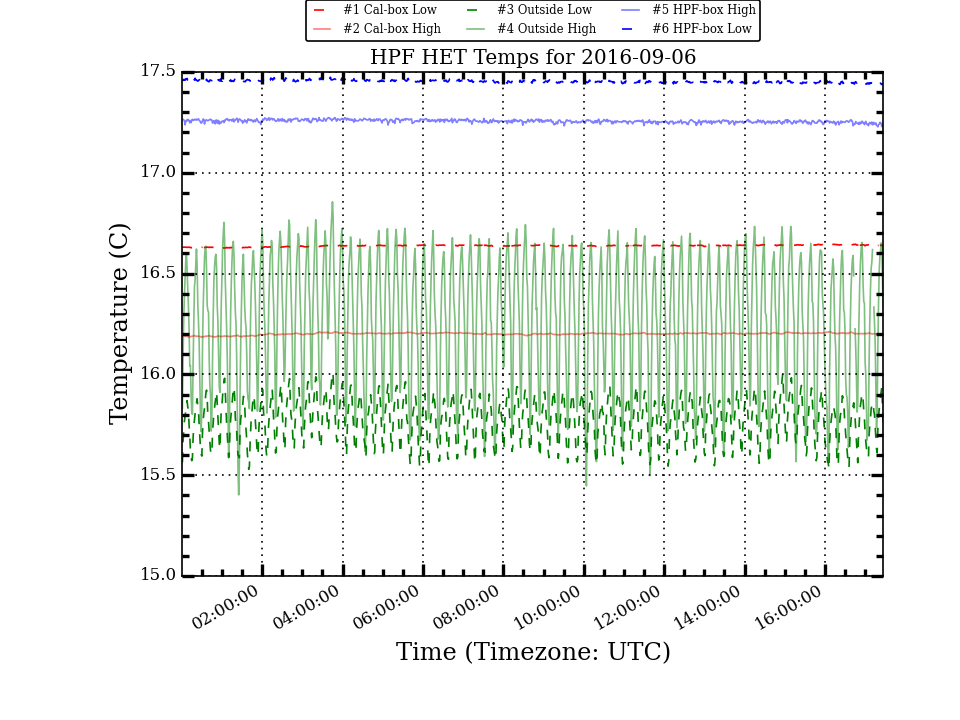 #1 Cal-box Low #3 Outside Low #5 HPF-box High
#2 Cal-box High #4 Outside High #6 HPF-box Low
HPF HET Temps for 2016-09-06
17.5
17.0
16.5
16.0
15.5
15.0
Temperature (C)
02:00:00 04:00:00 06:00:00 08:00:00 10:00:00 12:00:00 14:00:00 16:00:00
Time (Timezone: UTC)